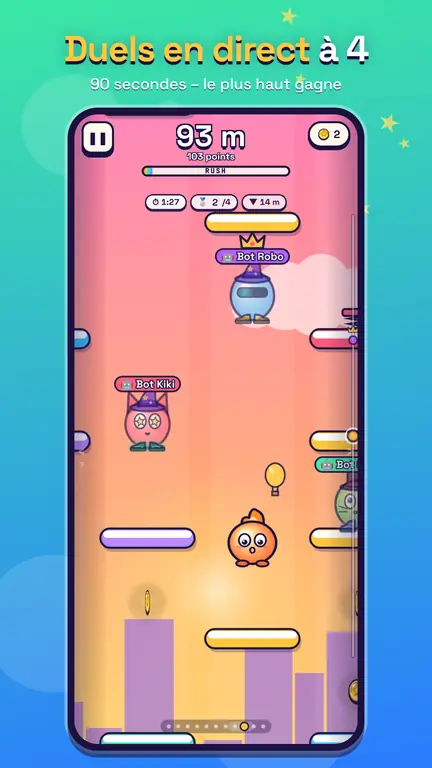 Duels en direct à 4
90 secondes – le plus haut gagne
93 m
2
103 points
RUSH
1:27
2 /4
▼ 14 m
Bot Robo
Bot Kiki
Bot